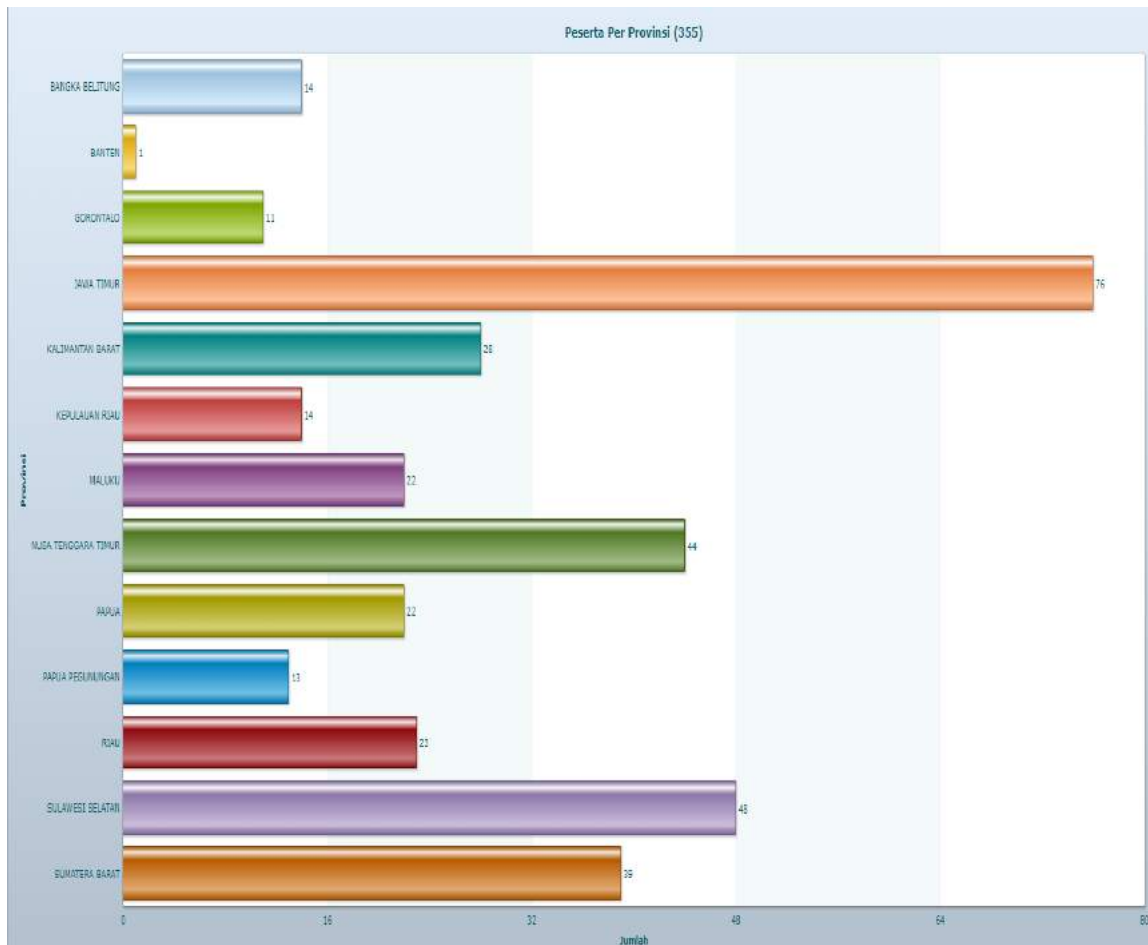 Peserta Per Provinsi (355)
BANGKA BELITUNG 14
BANTEN 1
GORONTALO 11
JAWA TIMUR 76
KALIMANTAN BARAT 28
KEPULAUAN RIAU 14
MALUKU 22
NUSA TENGGARA TIMUR 44
PAPUA 22
PAPUA PEGUNUNGAN 13
RIAU 23
SULAWESI SELATAN 48
SUMATERA BARAT 39
Provinsi
0 16 32 48 64 80
Jumlah